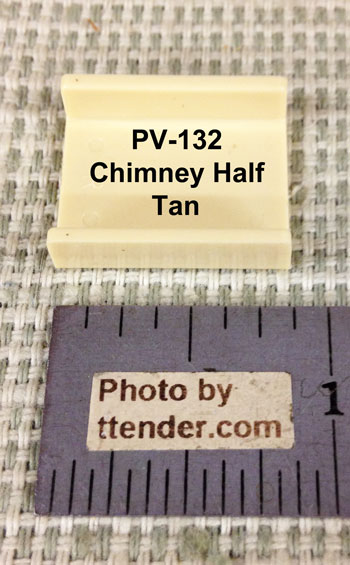 PV-132
Chimney Half
Tan
Photo by
ttender.com
1